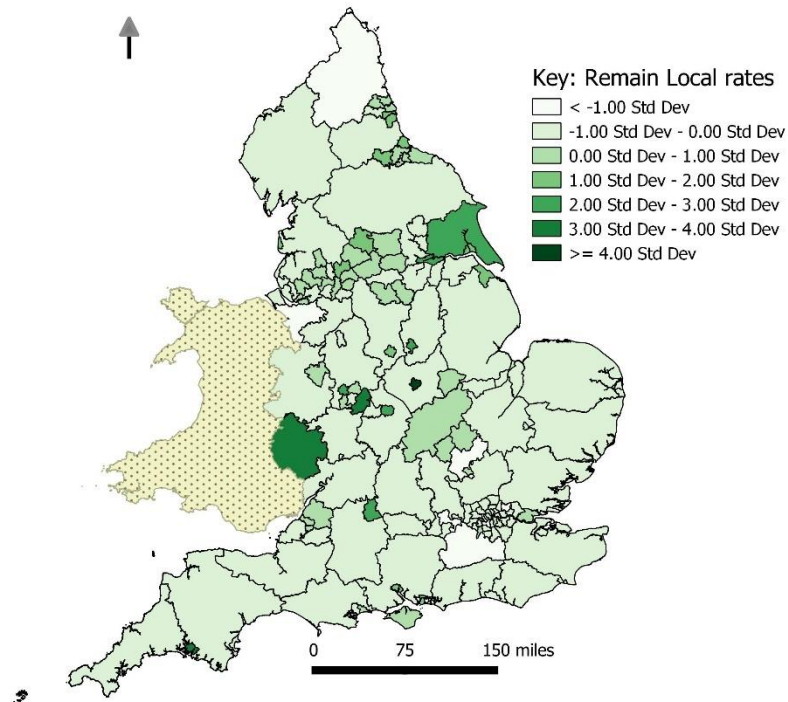 Key: Remain Local rates
< -1.00 Std Dev
-1.00 Std Dev - 0.00 Std Dev
0.00 Std Dev - 1.00 Std Dev
1.00 Std Dev - 2.00 Std Dev
2.00 Std Dev - 3.00 Std Dev
3.00 Std Dev - 4.00 Std Dev
>= 4.00 Std Dev
0 75 150 miles